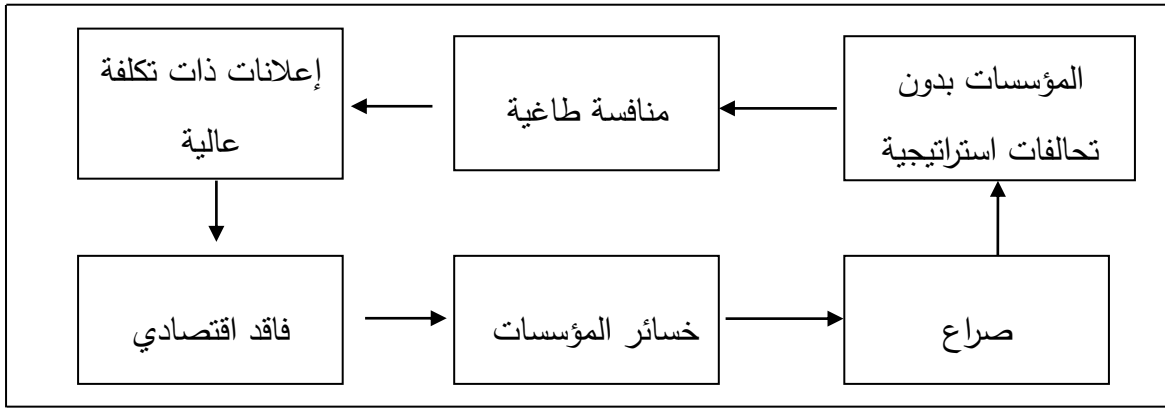 المؤسسات بدون
تحالفات استراتيجية
منافسة طاغية
إعلانات ذات تكلفة
عالية
فاقد اقتصادي
خسائر المؤسسات
صراع